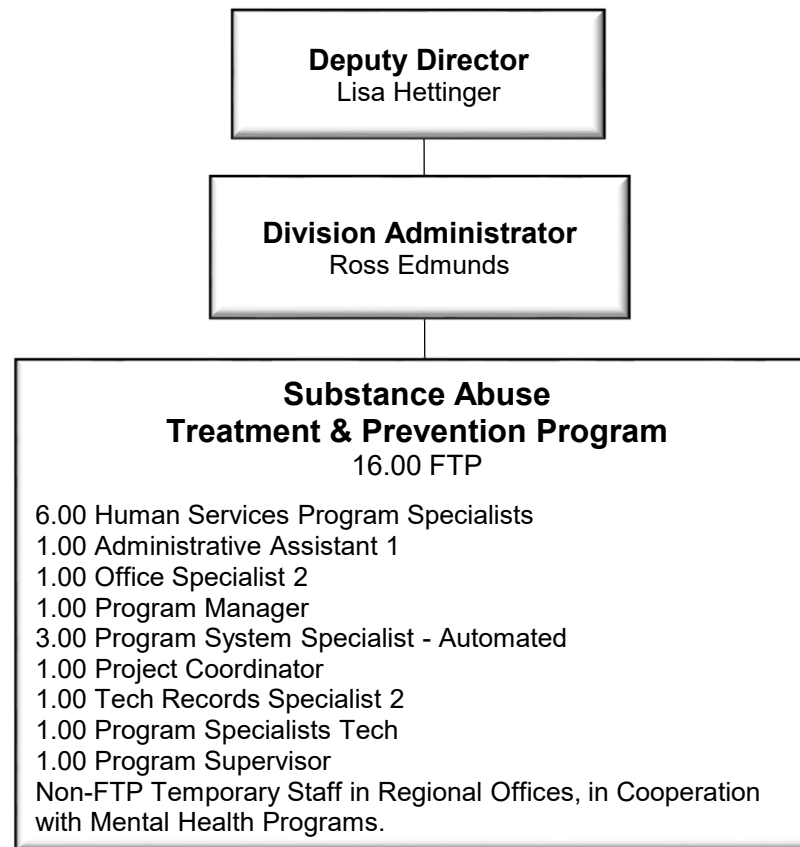 Deputy Director
Lisa Hettinger
Division Administrator
Ross Edmunds
Substance Abuse
Treatment & Prevention Program
16.00 FTP
6.00 Human Services Program Specialists
1.00 Administrative Assistant 1
1.00 Office Specialist 2
1.00 Program Manager
3.00 Program System Specialist - Automated
1.00 Project Coordinator
1.00 Tech Records Specialist 2
1.00 Program Specialists Tech
1.00 Program Supervisor
Non-FTP Temporary Staff in Regional Offices, in Cooperation
with Mental Health Programs.